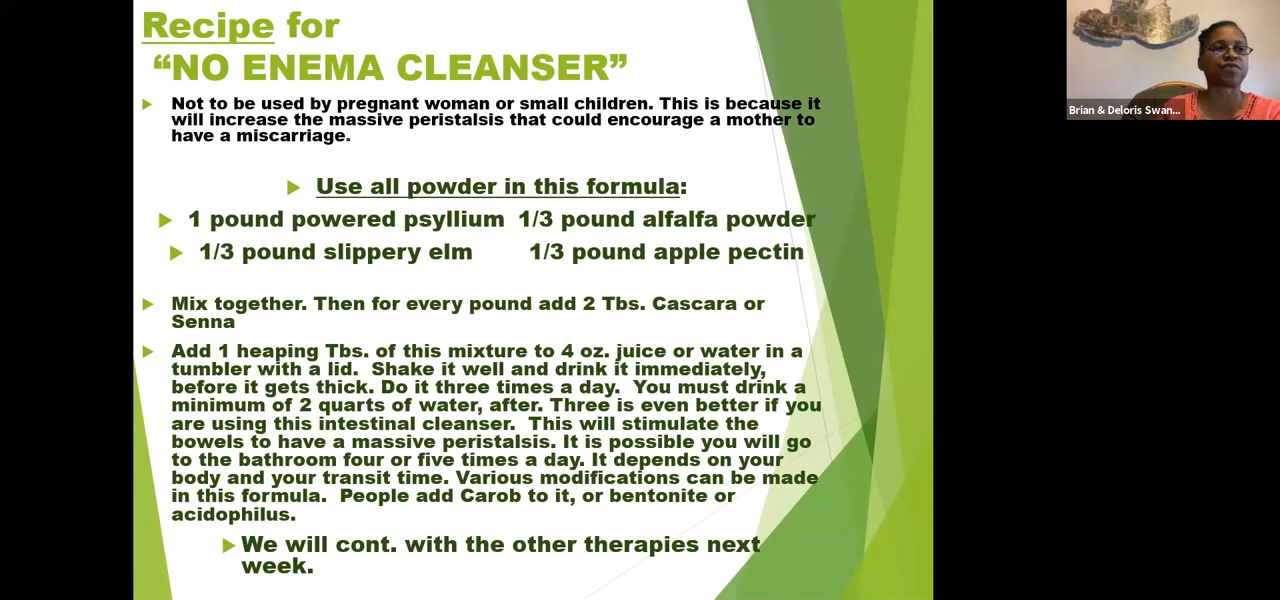 Recipe for
“NO ENEMA CLEANSER”
Not to be used by pregnant woman or small children. This is because it
will increase the massive peristalsis that could encourage a mother to
have a miscarriage.
Use all powder in this formula:
1 pound powered psyllium 1/3 pound alfalfa powder
1/3 pound slippery elm 1/3 pound apple pectin
Mix together. Then for every pound add 2 Tbs. Cascara or
Senna
Add 1 heaping Tbs. of this mixture to 4 oz. juice or water in a
tumbler with a lid. Shake it well and drink it immediately,
before it gets thick. Do it three times a day. You must drink a
minimum of 2 quarts of water, after. Three is even better if you
are using this intestinal cleanser. This will stimulate the
bowels to have a massive peristalsis. It is possible you will go
to the bathroom four or five times a day. It depends on your
body and your transit time. Various modifications can be made
in this formula. People add Carob to it, or bentonite or
acidophilus.
We will cont. with the other therapies next
week.
Brian & Deloris Swan...